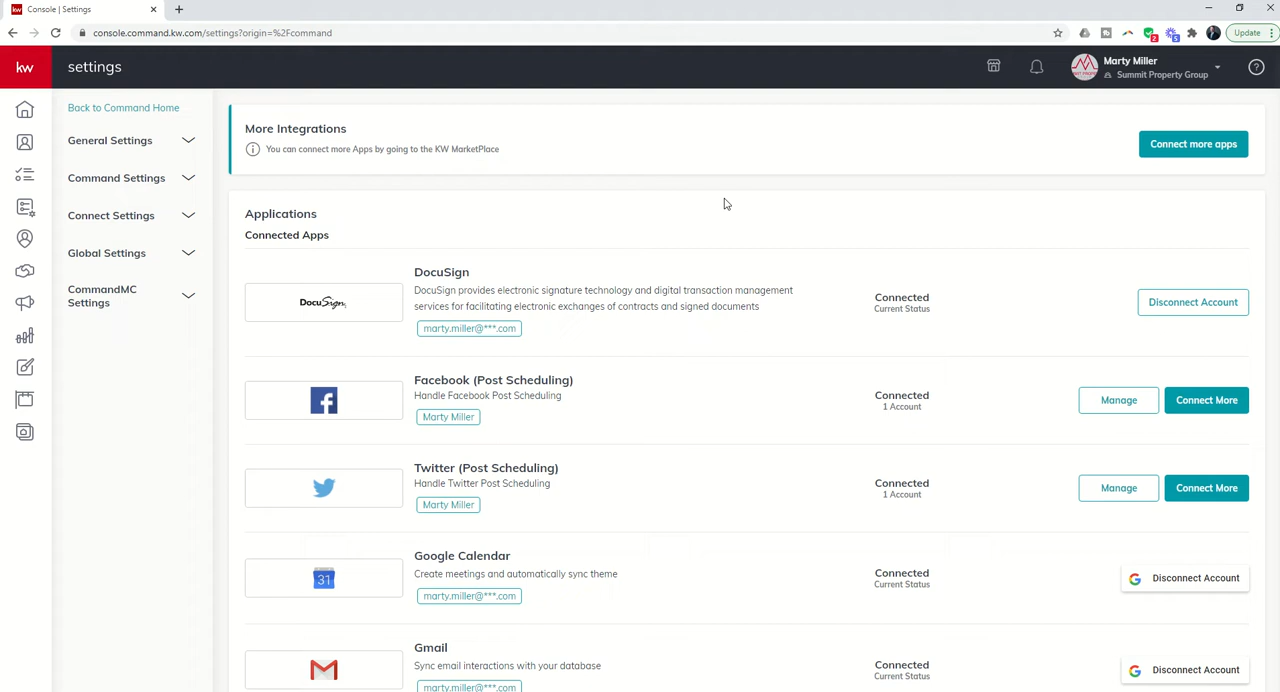 Console | Settings
console.command.kw.com/settings?origin=%2Fcommand
Update
kw
settings
Marty Miller
Summit Property Group
Back to Command Home
General Settings
Command Settings
Connect Settings
Global Settings
CommandMC
Settings
More Integrations
You can connect more Apps by going to the KW MarketPlace
Connect more apps
Applications
Connected Apps
DocuSign
DocuSign
DocuSign provides electronic signature technology and digital transaction management
services for facilitating electronic exchanges of contracts and signed documents
marty.miller@***.com
Connected
Current Status
Disconnect Account
Facebook (Post Scheduling)
Handle Facebook Post Scheduling
Marty Miller
Connected
1 Account
Manage
Connect More
Twitter (Post Scheduling)
Handle Twitter Post Scheduling
Marty Miller
Connected
1 Account
Manage
Connect More
31
Google Calendar
Create meetings and automatically sync theme
marty.miller@***.com
Connected
Current Status
Disconnect Account
Gmail
Sync email interactions with your database
marty.miller@***.com
Connected
Current Status
Disconnect Account